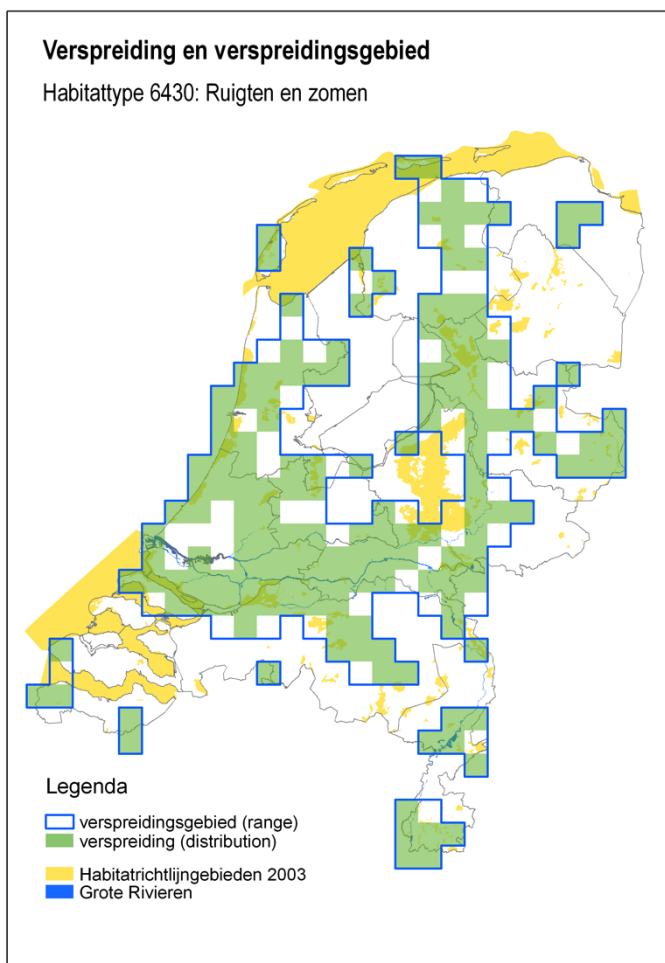 Verspreiding en verspreidingsgebied
Habitattype 6430: Ruigten en zomen
Legenda
verspreidingsgebied (range)
verspreiding (distribution)
Habitatrichtlijngebieden 2003
Grote Rivieren